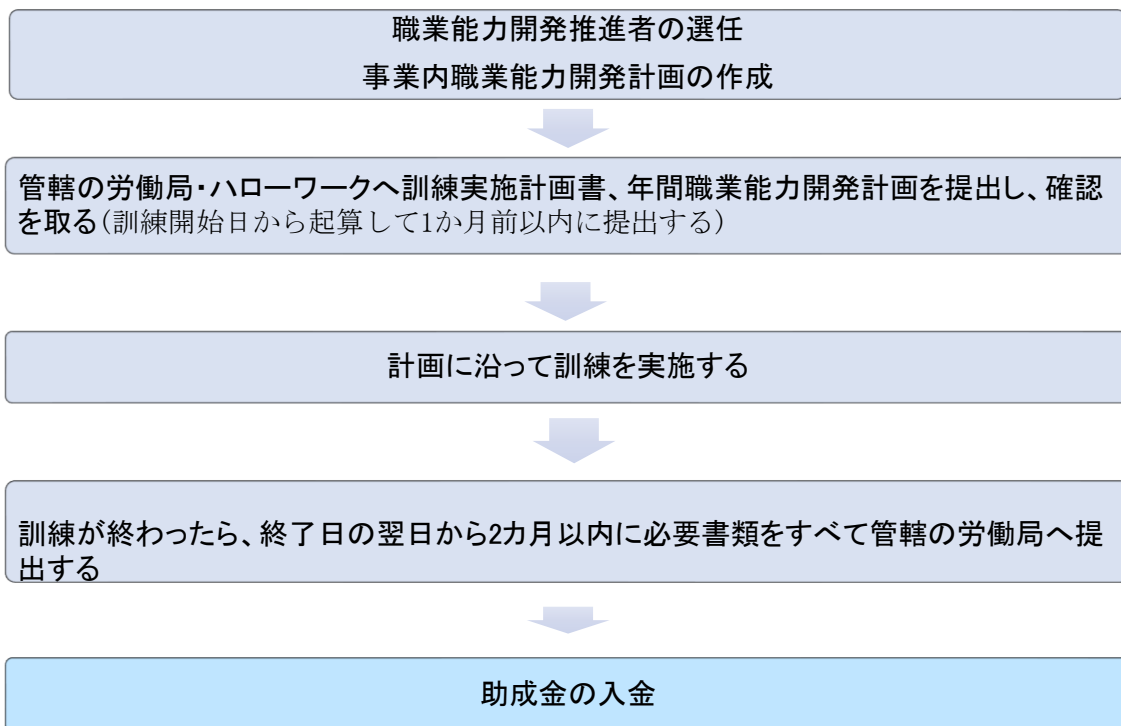 職業能力開発推進者の選任
事業内職業能力開発計画の作成
管轄の労働局・ハローワークへ訓練実施計画書、年間職業能力開発計画を提出し、確認
を取る（訓練開始日から起算して1か月前以内に提出する）
計画に沿って訓練を実施する
訓練が終わったら、終了日の翌日から2カ月以内に必要書類をすべて管轄の労働局へ提
出する
助成金の入金